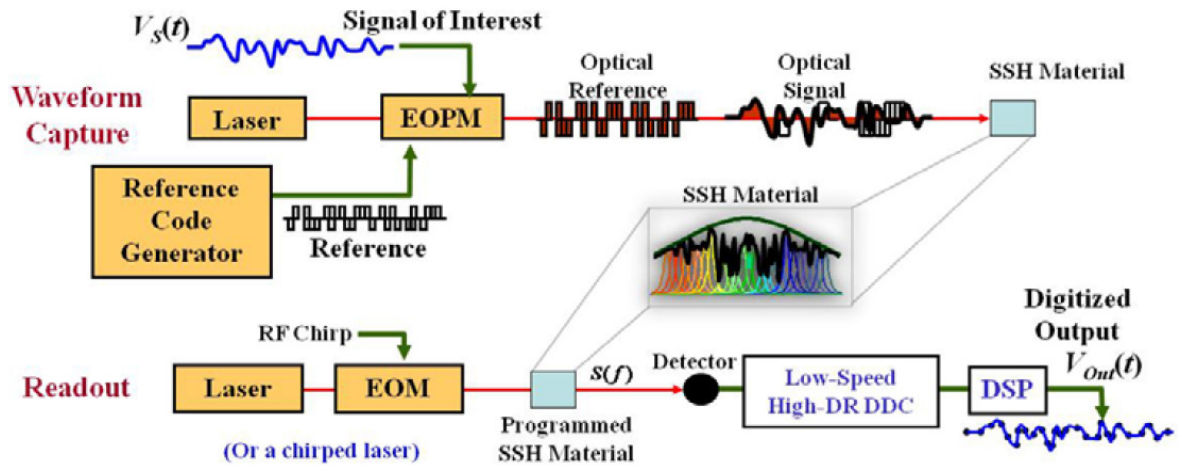 V_S(t)
Signal of Interest
Waveform
Capture
Laser
EOPM
Optical
Reference
Optical
Signal
SSH Material
Reference
Code
Generator
Reference
SSH Material
RF Chirp
Readout
Laser
EOM
(Or a chirped laser)
Programmed
SSH Material
S(f)
Detector
Low-Speed
High-DR DDC
DSP
Digitized
Output
V_Out(t)